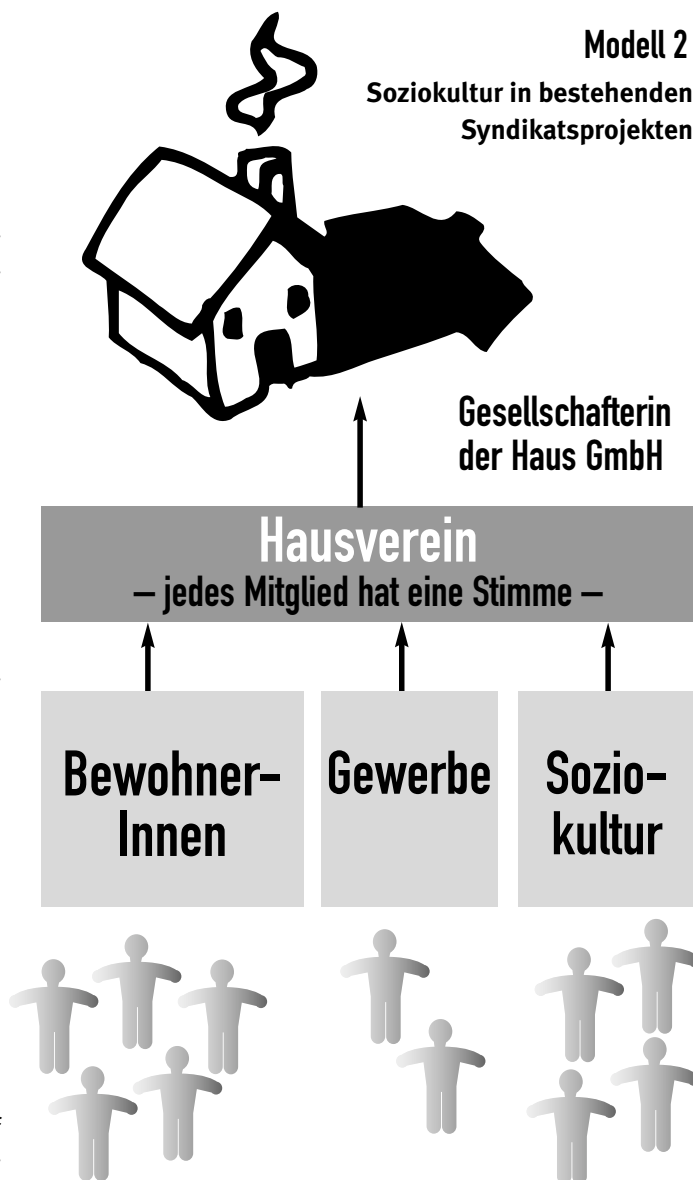 Modell 2
Soziokultur in bestehenden
Syndikatsprojekten
Gesellschafterin
der Haus GmbH
Hausverein
– jedes Mitglied hat eine Stimme –
Bewohner–
Innen
Gewerbe
Sozio–
kultur